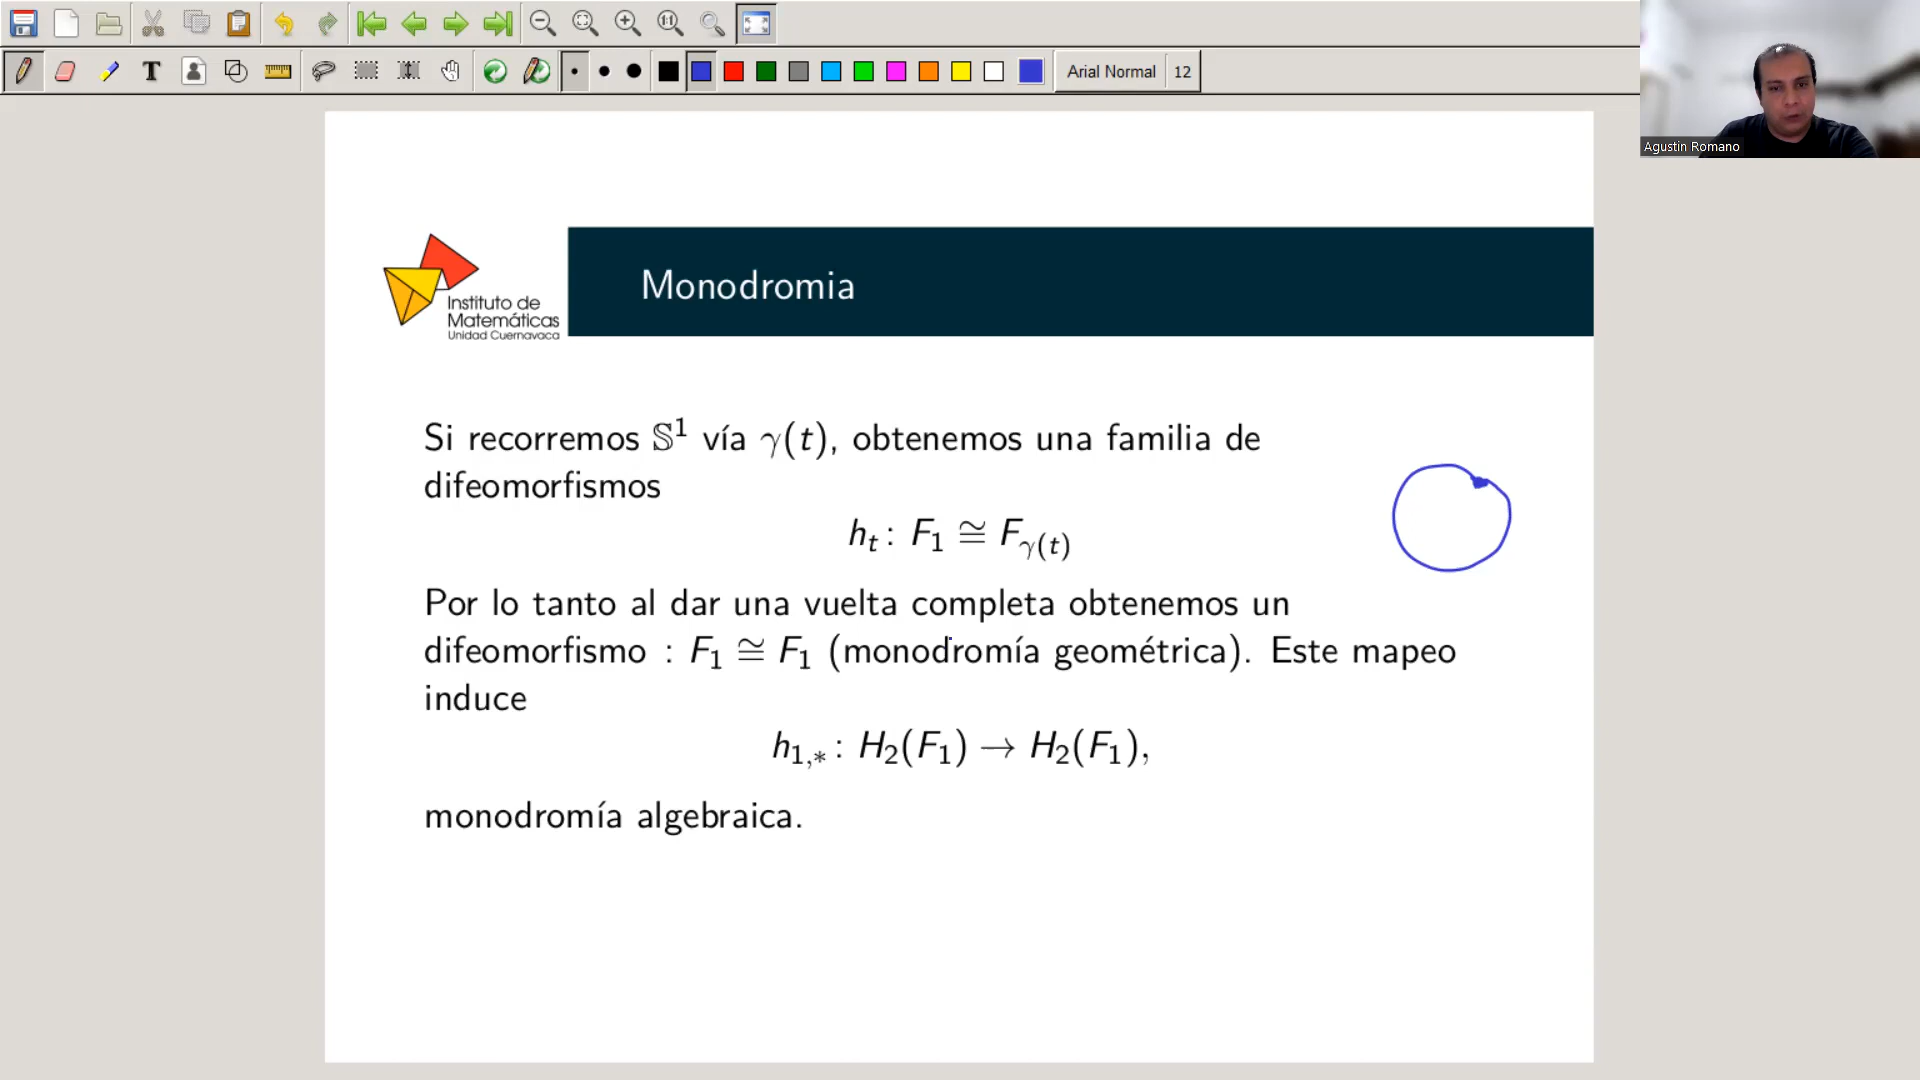 T
1:1
Arial Normal 12
Agustin Romano
Instituto de
Matemáticas
Unidad Cuernavaca
Monodromia
Si recorremos 𝕊¹ vía γ(t), obtenemos una familia de
difeomorfismos
hₜ : F₁ ≅ F_γ(t)
Por lo tanto al dar una vuelta completa obtenemos un
difeomorfismo : F₁ ≅ F₁ (monodromía geométrica). Este mapeo
induce
h₁,∗ : H₂(F₁) → H₂(F₁),
monodromía algebraica.